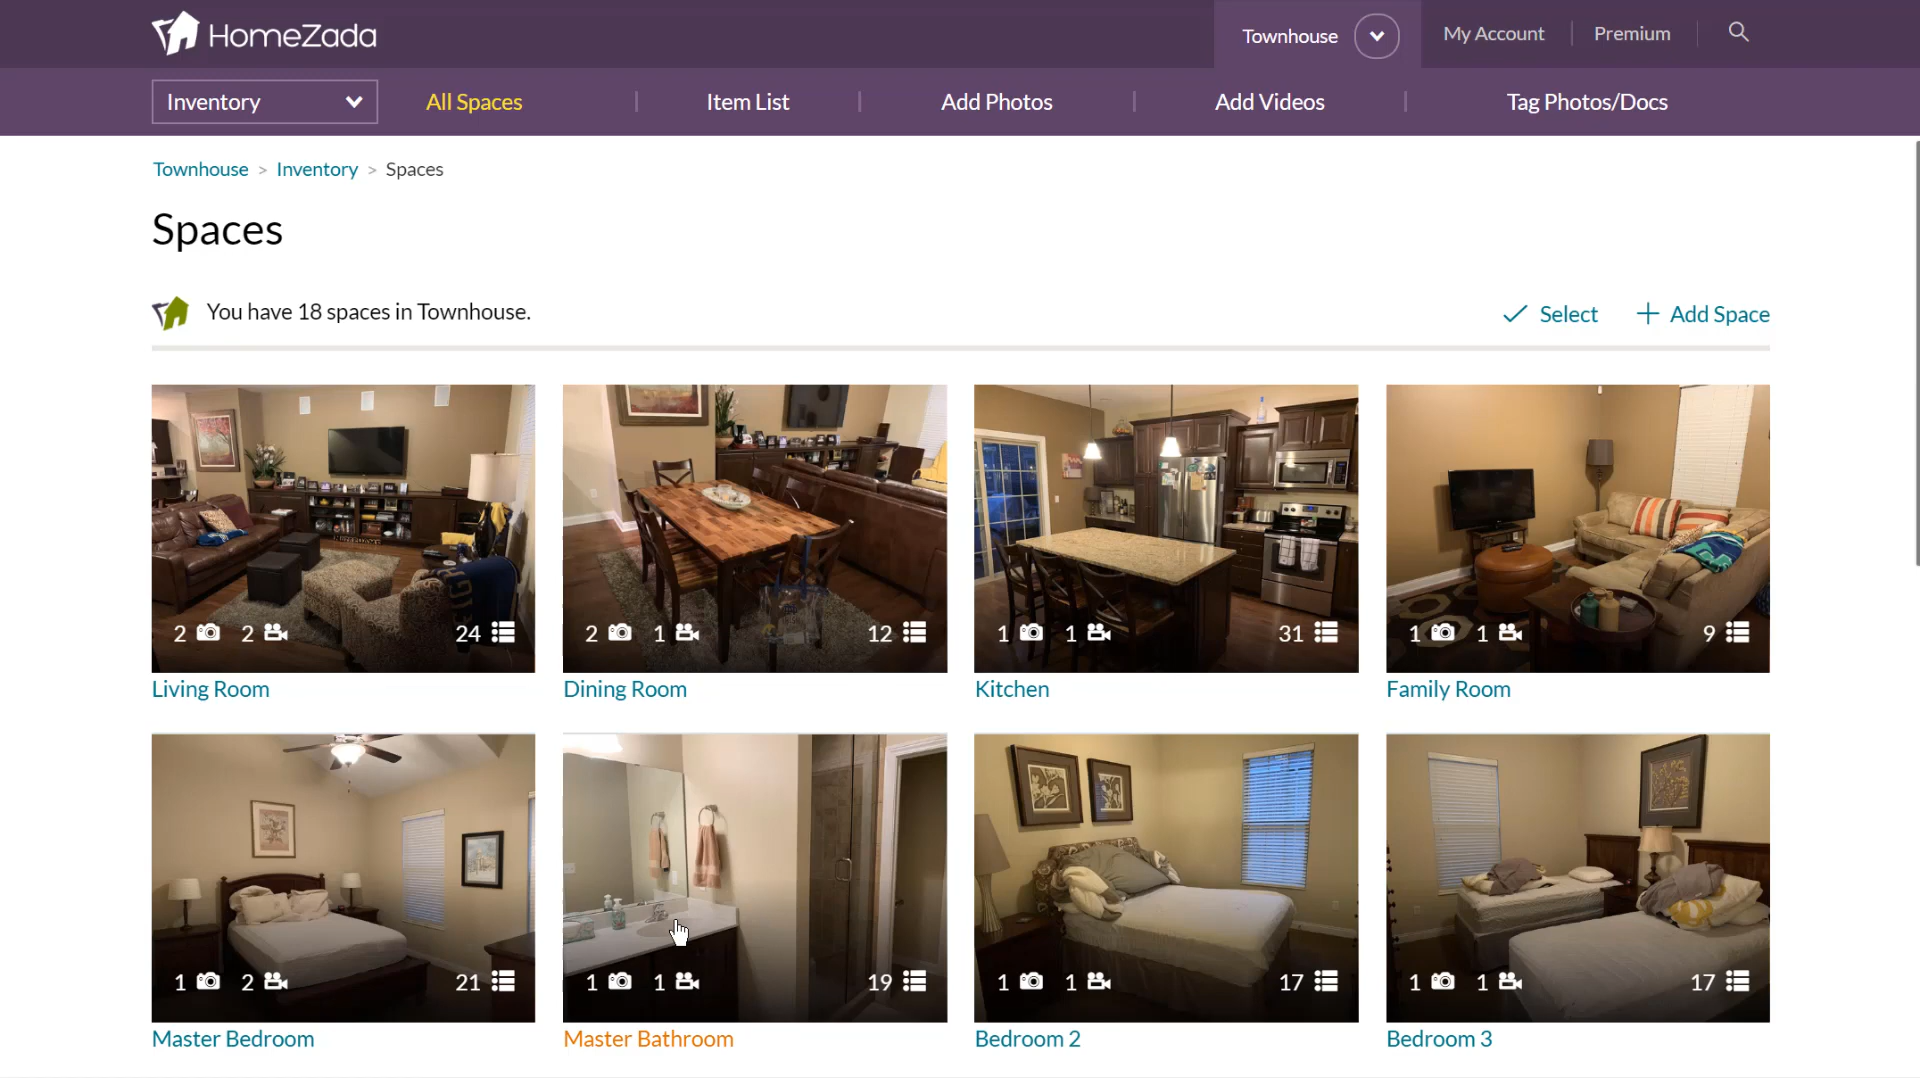 HomeZada
Townhouse
My Account
Premium
Inventory
All Spaces
Item List
Add Photos
Add Videos
Tag Photos/Docs
Townhouse > Inventory > Spaces
Spaces
You have 18 spaces in Townhouse.
Select
Add Space
2 2 24
2 1 12
1 1 31
1 1 9
Living Room
Dining Room
Kitchen
Family Room
1 2 21
1 1 19
1 1 17
1 1 17
Master Bedroom
Master Bathroom
Bedroom 2
Bedroom 3